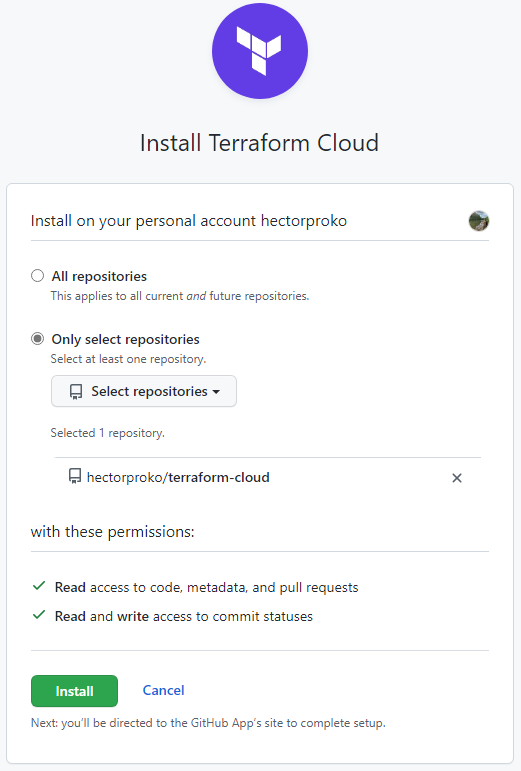 Install Terraform Cloud
Install on your personal account hectorproko
All repositories
This applies to all current and future repositories.
Only select repositories
Select at least one repository.
Select repositories
Selected 1 repository.
hectorproko/terraform-cloud
with these permissions:
Read access to code, metadata, and pull requests
Read and write access to commit statuses
Install Cancel
Next: you'll be directed to the GitHub App's site to complete setup.